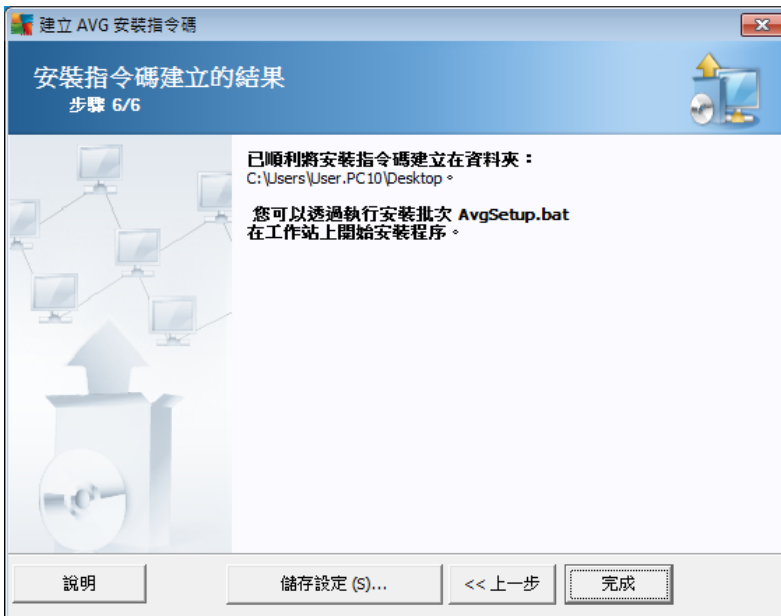 建立 AVG 安裝指令碼
安裝指令碼建立的結果
步驟 6/6
已順利將安裝指令碼建立在資料夾：
C:\Users\User.PC10\Desktop。
您可以透過執行安裝批次 AvgSetup.bat
在工作站上開始安裝程序。
說明
儲存設定 (S)...
<< 上一步
完成